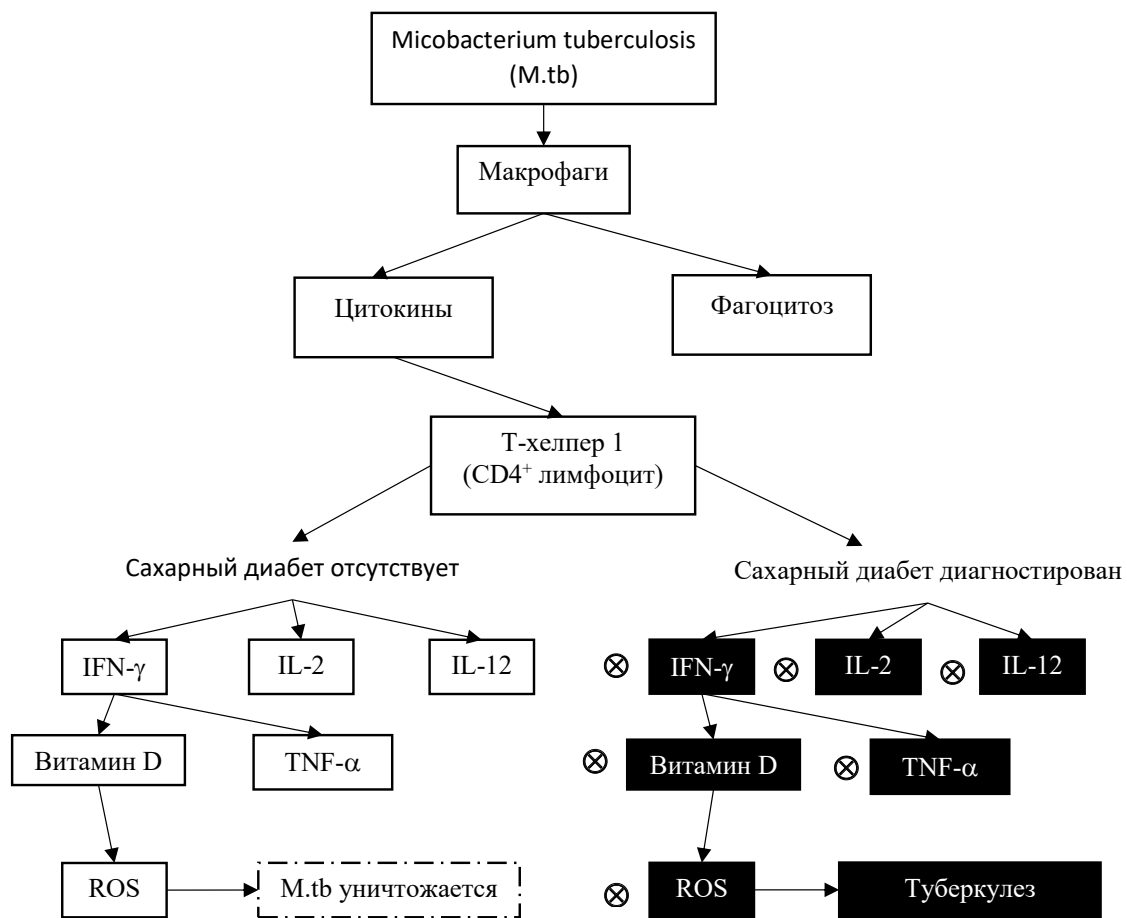 Micobacterium tuberculosis
(M.tb)
Макрофаги
Цитокины
Фагоцитоз
Т-хелпер 1
(CD4⁺ лимфоцит)
Сахарный диабет отсутствует
Сахарный диабет диагностирован
IFN-γ
IL-2
IL-12
IFN-γ
IL-2
IL-12
Витамин D
TNF-α
Витамин D
TNF-α
ROS
M.tb уничтожается
ROS
Туберкулез